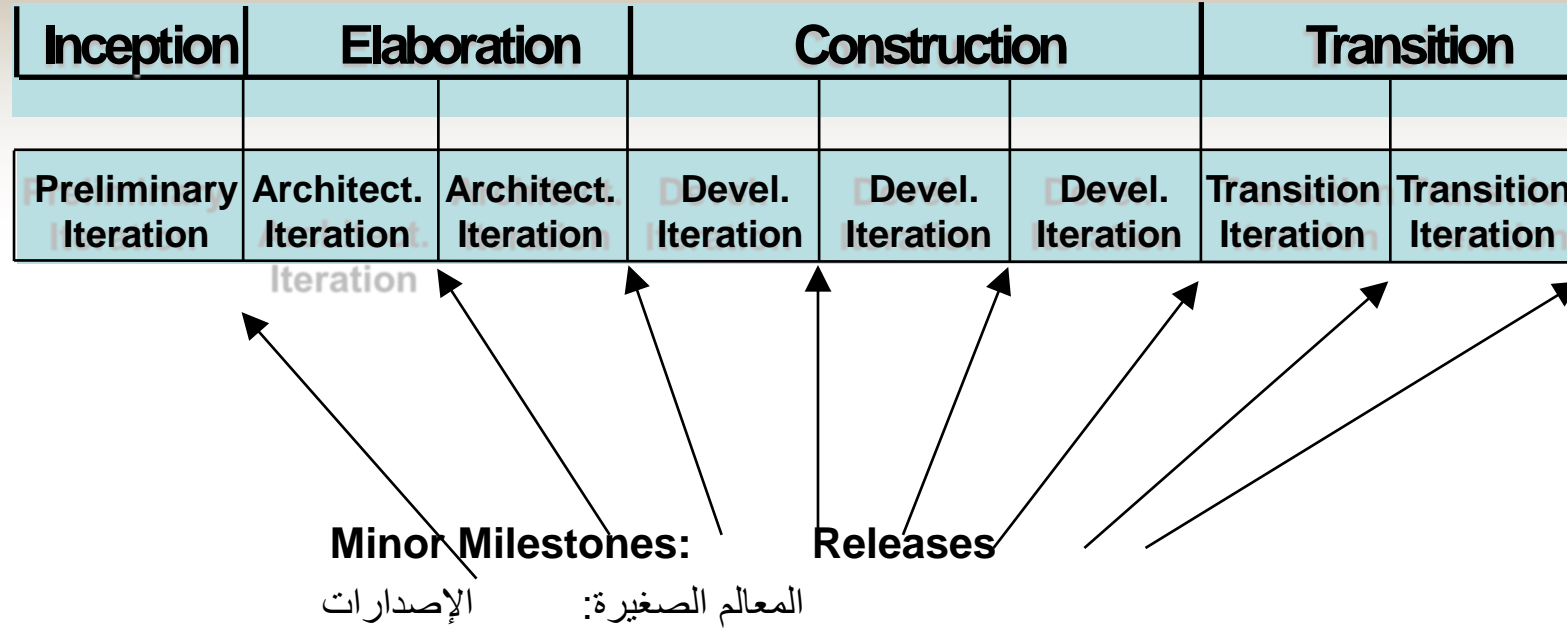 Inception Elaboration Construction Transition
Preliminary Iteration
Architect. Iteration
Architect. Iteration
Devel. Iteration
Devel. Iteration
Devel. Iteration
Transition Iteration
Transition Iteration
Minor Milestones: Releases
المعالم الصغيرة: الإصدارات